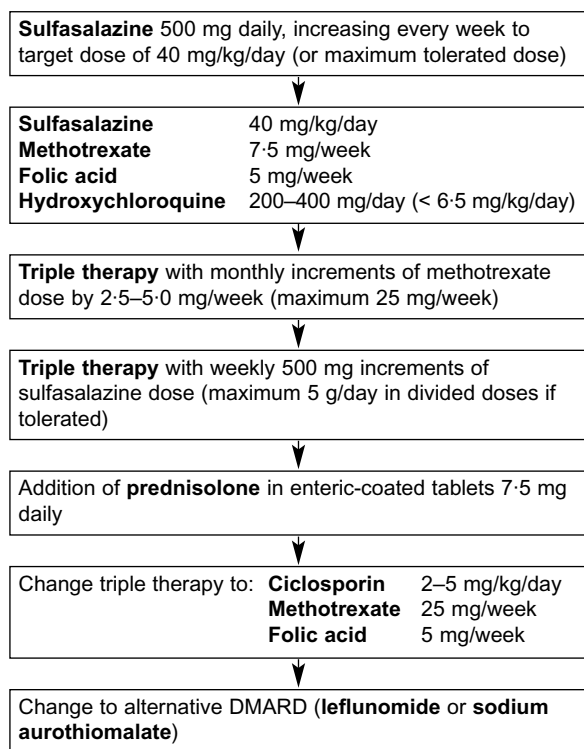 Sulfasalazine 500 mg daily, increasing every week to
target dose of 40 mg/kg/day (or maximum tolerated dose)
Sulfasalazine 40 mg/kg/day
Methotrexate 7·5 mg/week
Folic acid 5 mg/week
Hydroxychloroquine 200–400 mg/day (< 6·5 mg/kg/day)
Triple therapy with monthly increments of methotrexate
dose by 2·5–5·0 mg/week (maximum 25 mg/week)
Triple therapy with weekly 500 mg increments of
sulfasalazine dose (maximum 5 g/day in divided doses if
tolerated)
Addition of prednisolone in enteric-coated tablets 7·5 mg
daily
Change triple therapy to: Ciclosporin 2–5 mg/kg/day
Methotrexate 25 mg/week
Folic acid 5 mg/week
Change to alternative DMARD (leflunomide or sodium
aurothiomalate)